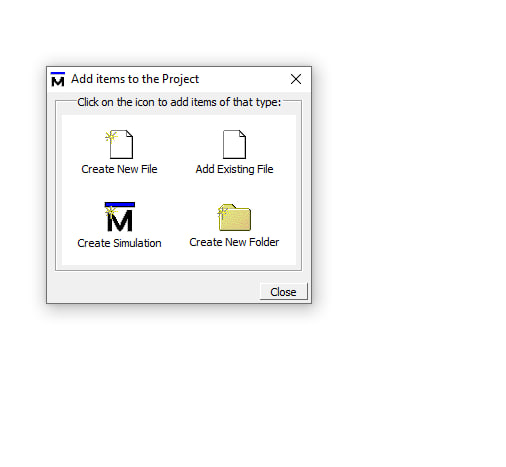 Add items to the Project
Click on the icon to add items of that type:
Create New File
Add Existing File
Create Simulation
Create New Folder
Close